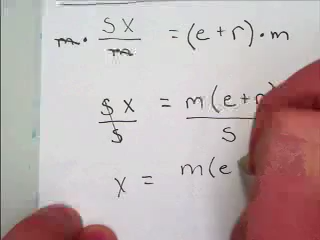 m · Sx/m = (e + r) · m
Sx/S = m(e + r/S
x = m(e